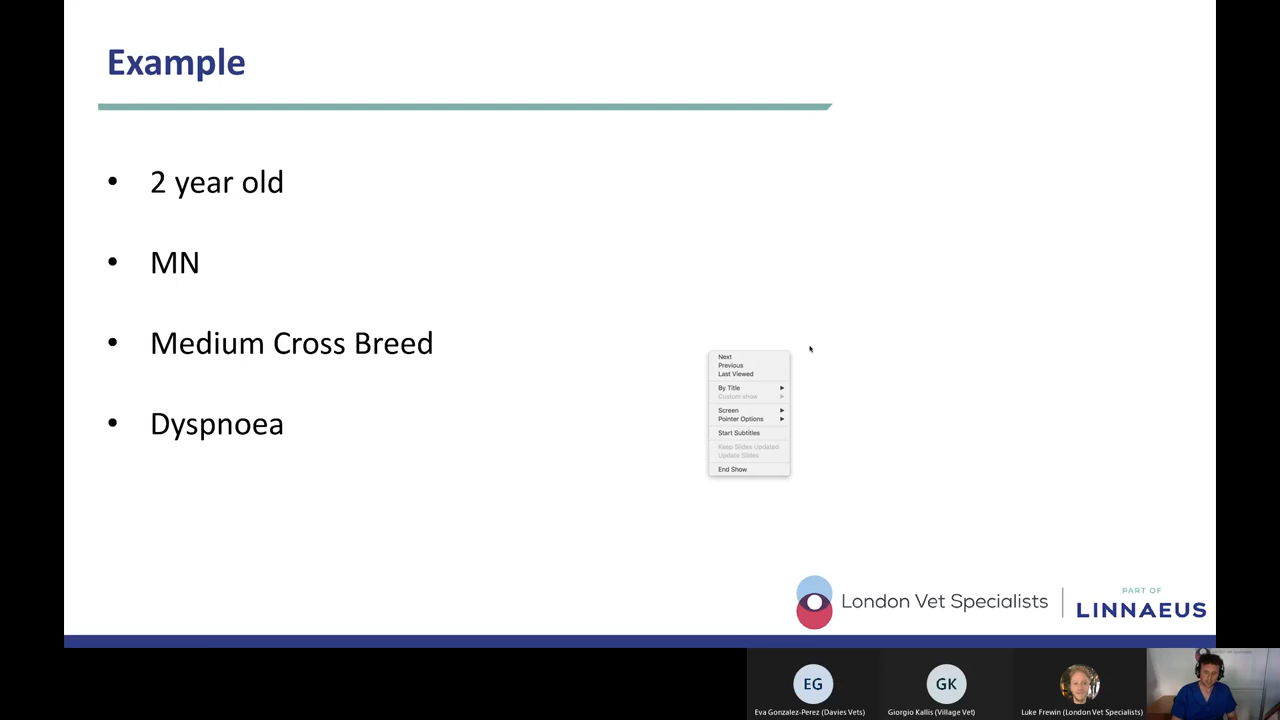 Example
• 2 year old
• MN
• Medium Cross Breed
• Dyspnoea
Next
Previous
Last Viewed
By Title
Custom show
Screen
Pointer Options
Start Subtitles
Keep Slides Updated
Update Slides
End Show
London Vet Specialists
PART OF
LINNAEUS
EG
GK
Eva Gonzalez-Perez (Davies Vets)
Giorgio Kallis (Village Vet)
Luke Frewin (London Vet Specialists)